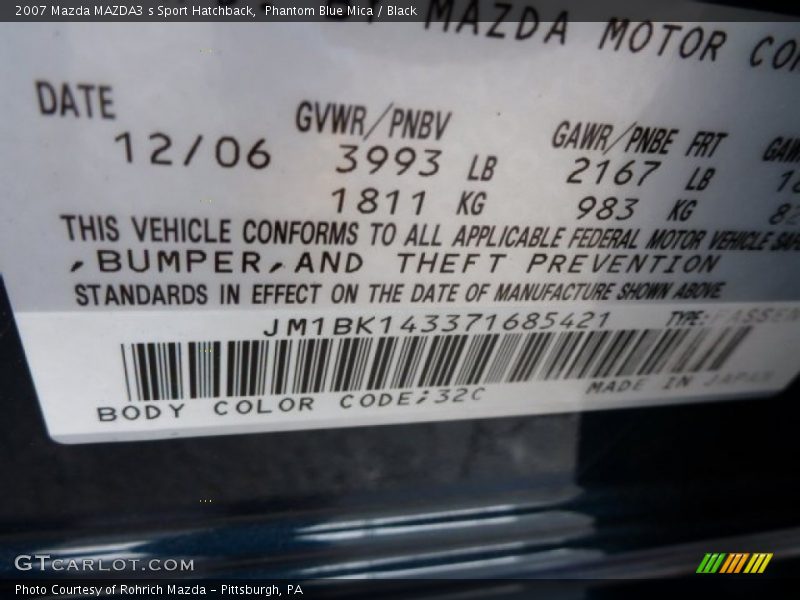 2007 Mazda MAZDA3 s Sport Hatchback, Phantom Blue Mica / Black
MAZDA MOTOR
DATE GVWR/PNBV GAWR/PNBE FRT
12/06 3993 LB 2167 LB
1811 KG 983 KG
THIS VEHICLE CONFORMS TO ALL APPLICABLE FEDERAL MOTOR VEHICLE
,BUMPER,AND THEFT PREVENTION
STANDARDS IN EFFECT ON THE DATE OF MANUFACTURE SHOWN ABOVE
JM1BK143371685421 TYPE:
BODY COLOR CODE;32C MADE IN JAPAN
GTCARLOT.COM
Photo Courtesy of Rohrich Mazda - Pittsburgh, PA